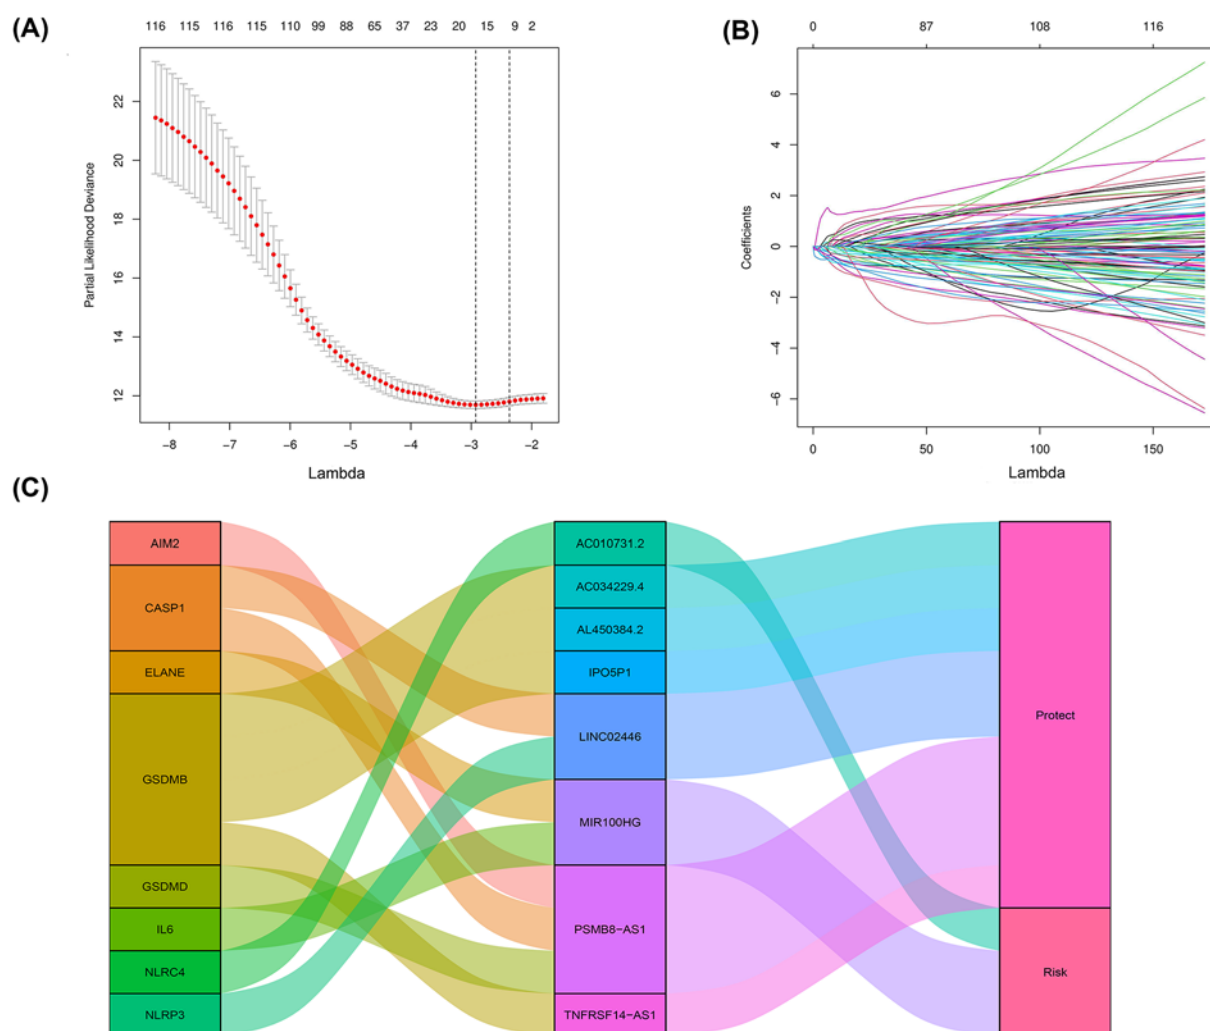 (A)
116 115 116 115 110 99 88 65 37 23 20 15 9 2
Partial Likelihood Deviance
22
20
18
16
14
12
−8 −7 −6 −5 −4 −3 −2
Lambda
(B)
0 87 108 116
Coefficients
6
4
2
0
−2
−4
−6
0 50 100 150
Lambda
(C)
AIM2
CASP1
ELANE
GSDMB
GSDMD
IL6
NLRC4
NLRP3
AC010731.2
AC034229.4
AL450384.2
IPO5P1
LINC02446
MIR100HG
PSMB8−AS1
TNFRSF14−AS1
Protect
Risk